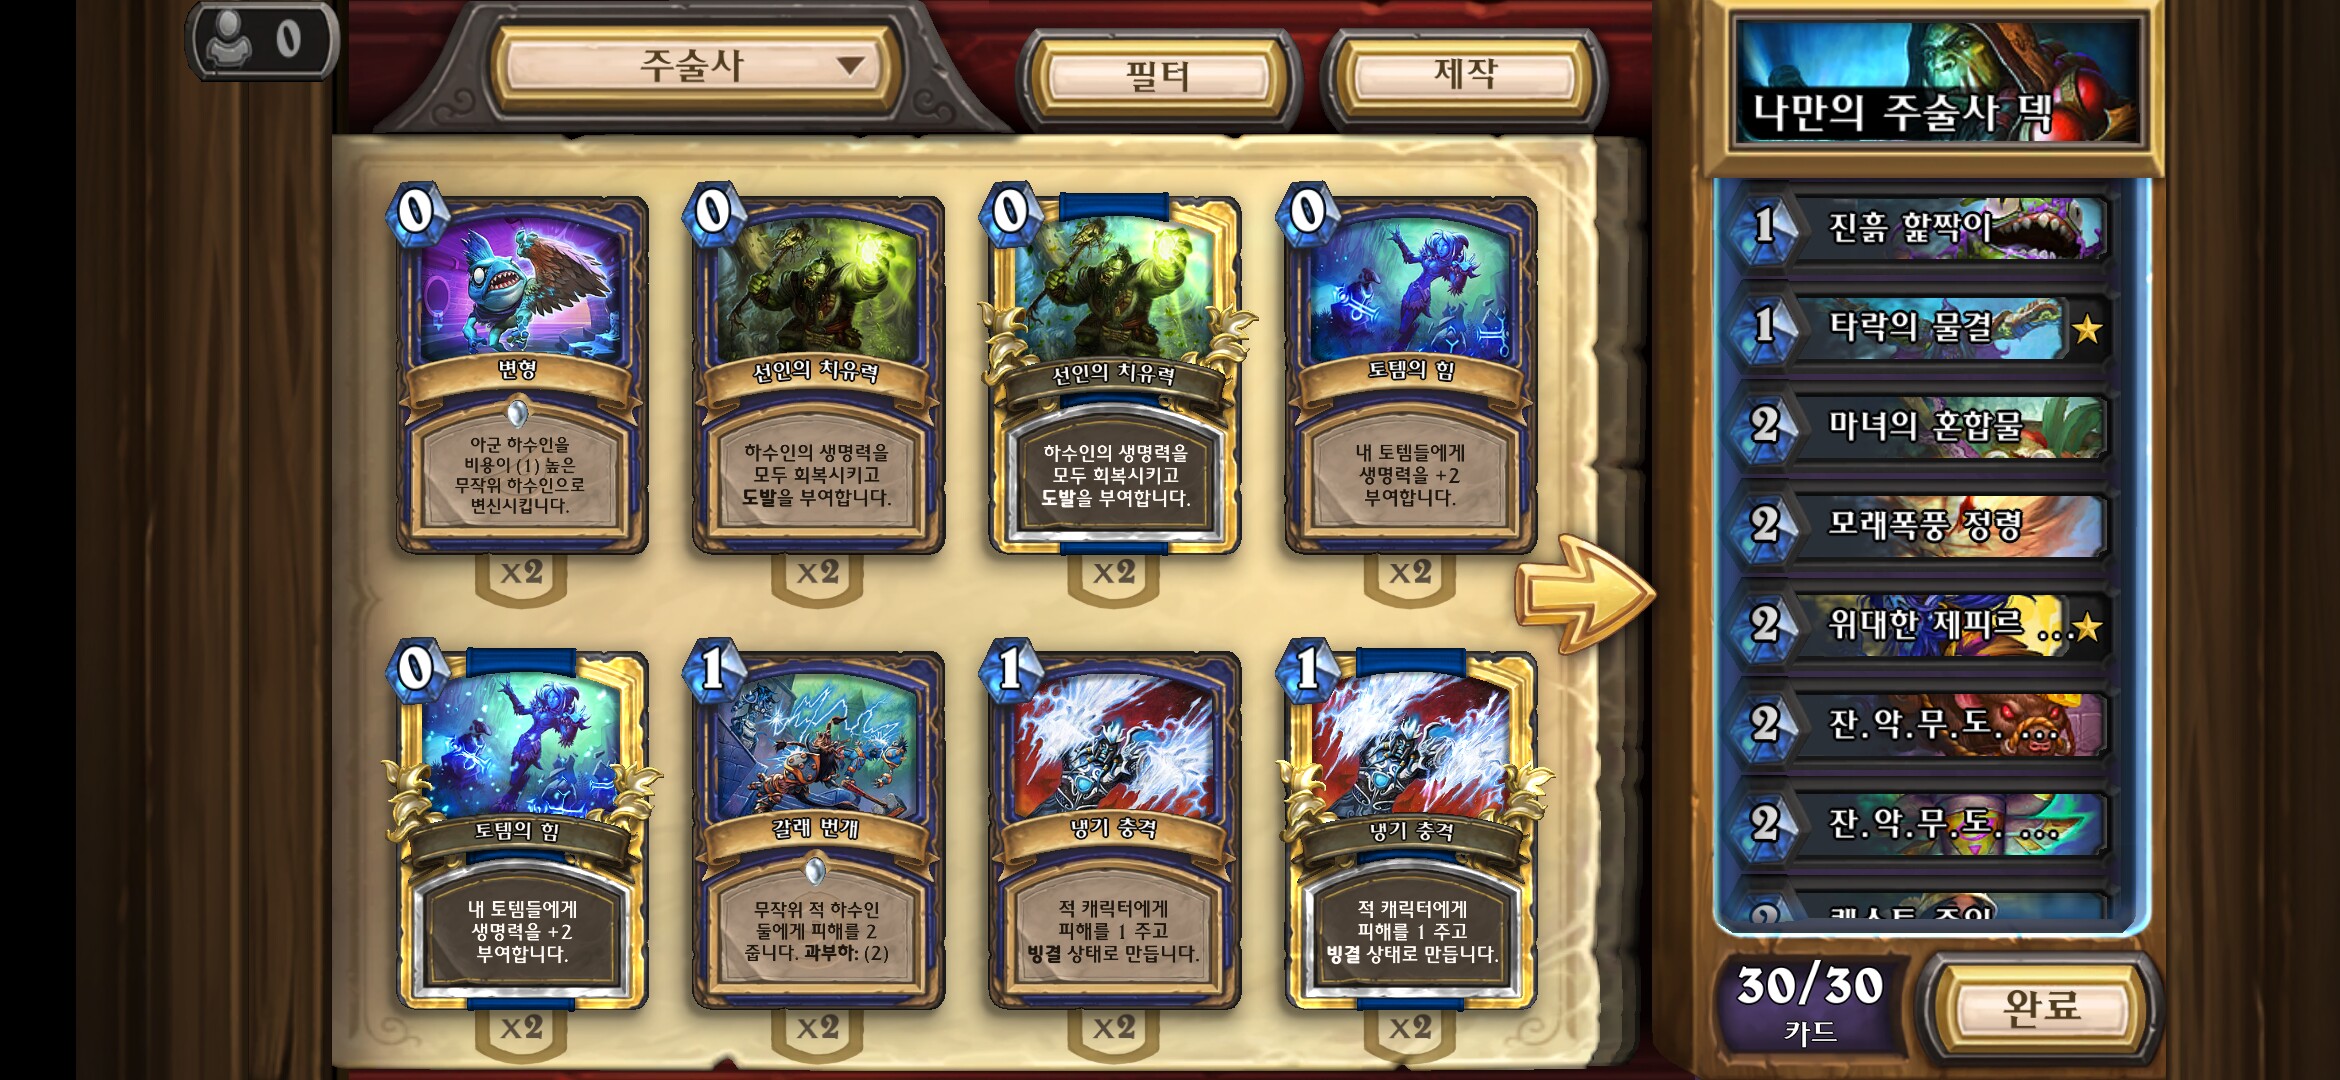 0
주술사
필터
제작
나만의 주술사 덱
0
변형
아군 하수인을
비용이 (1) 높은
무작위 하수인으로
변신시킵니다.
x2
0
선인의 치유력
하수인의 생명력을
모두 회복시키고
도발을 부여합니다.
x2
0
선인의 치유력
하수인의 생명력을
모두 회복시키고
도발을 부여합니다.
x2
0
토템의 힘
내 토템들에게
생명력을 +2
부여합니다.
x2
0
토템의 힘
내 토템들에게
생명력을 +2
부여합니다.
x2
1
갈래 번개
무작위 적 하수인
둘에게 피해를 2
줍니다. 과부하: (2)
x2
1
냉기 충격
적 캐릭터에게
피해를 1 주고
빙결 상태로 만듭니다.
x2
1
냉기 충격
적 캐릭터에게
피해를 1 주고
빙결 상태로 만듭니다.
x2
1 진흙 핥짝이
1 타락의 물결
2 마녀의 혼합물
2 모래폭풍 정령
2 위대한 제피르 ...
2 잔.악.무.도. ...
2 잔.악.무.도. ...
2
30/30
카드
완료